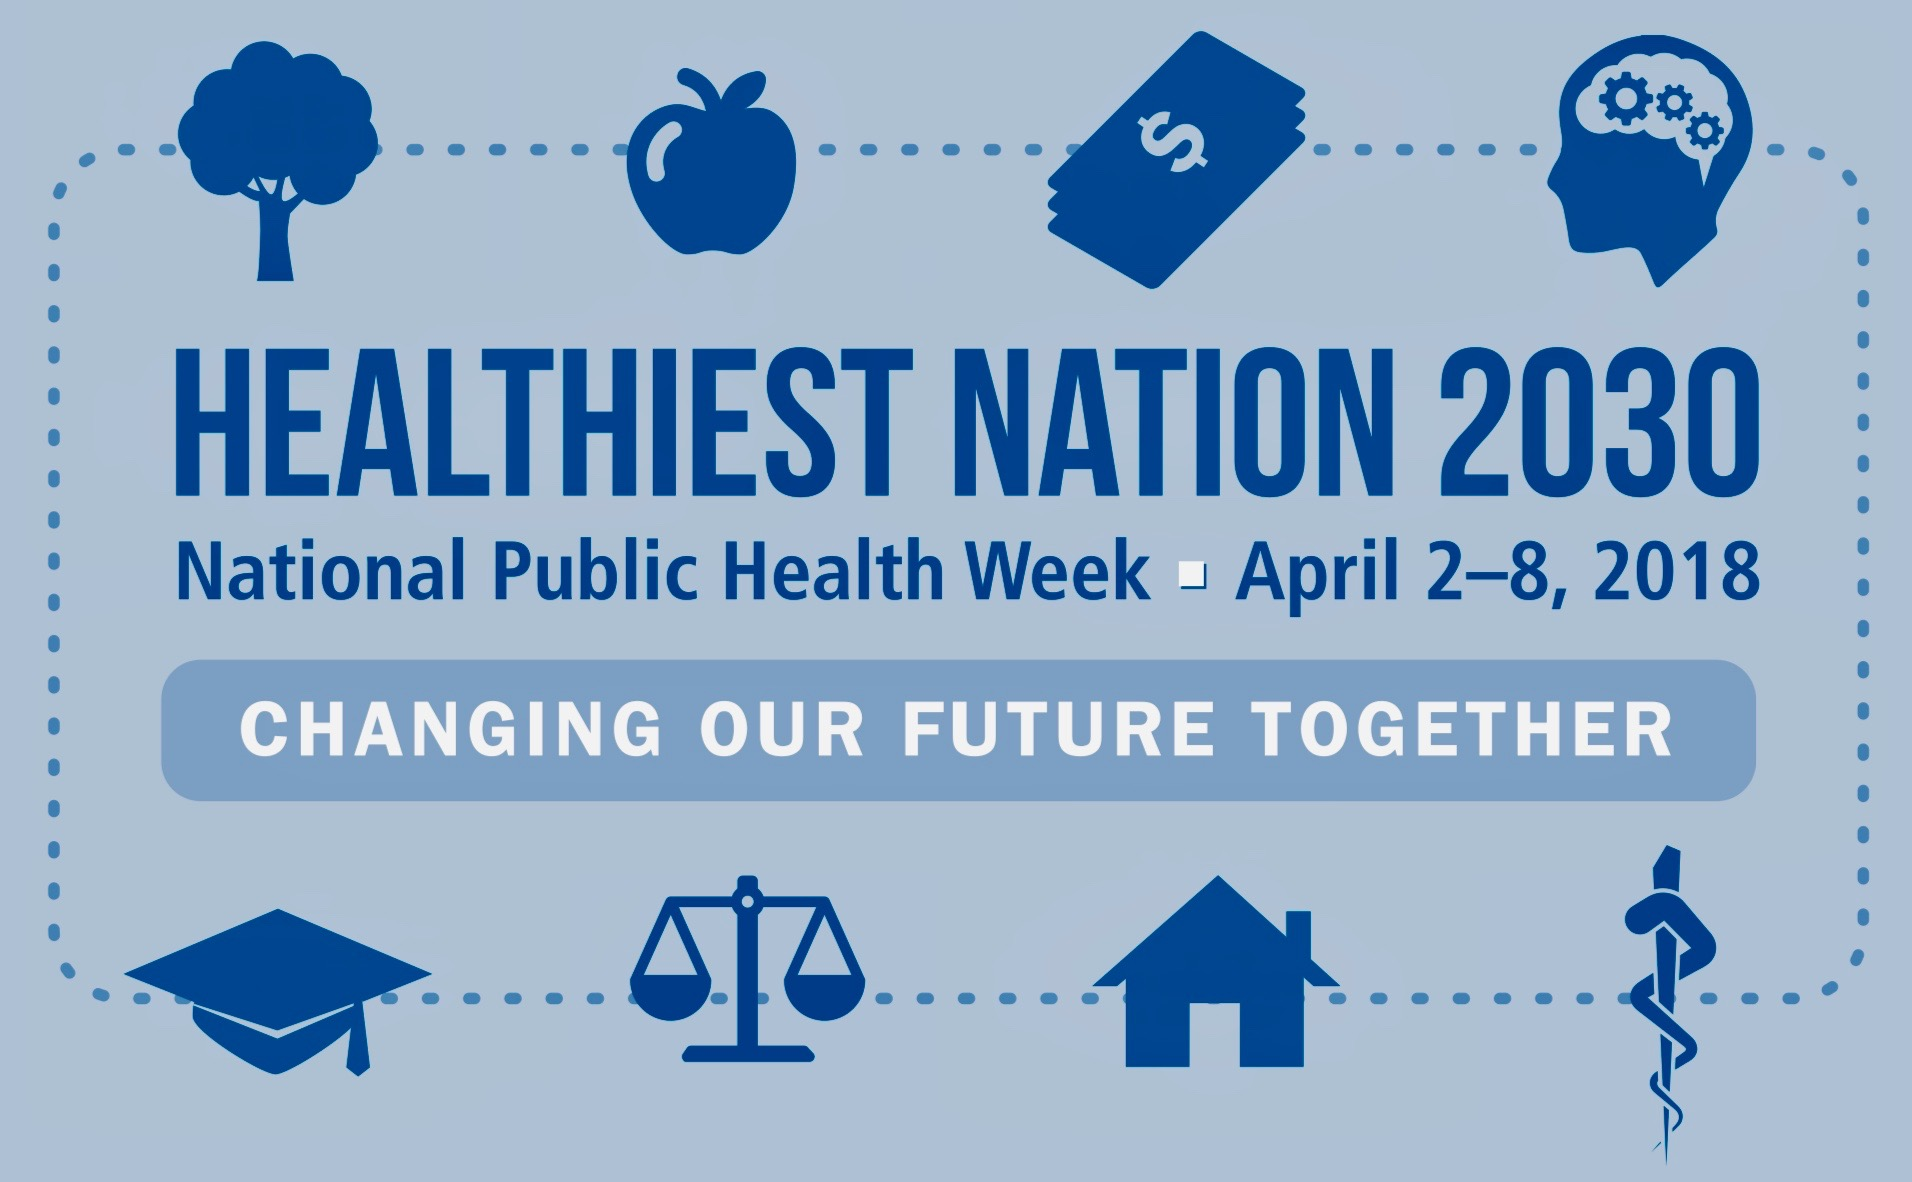 $
HEALTHIEST NATION 2030
National Public Health Week ▪ April 2–8, 2018
CHANGING OUR FUTURE TOGETHER